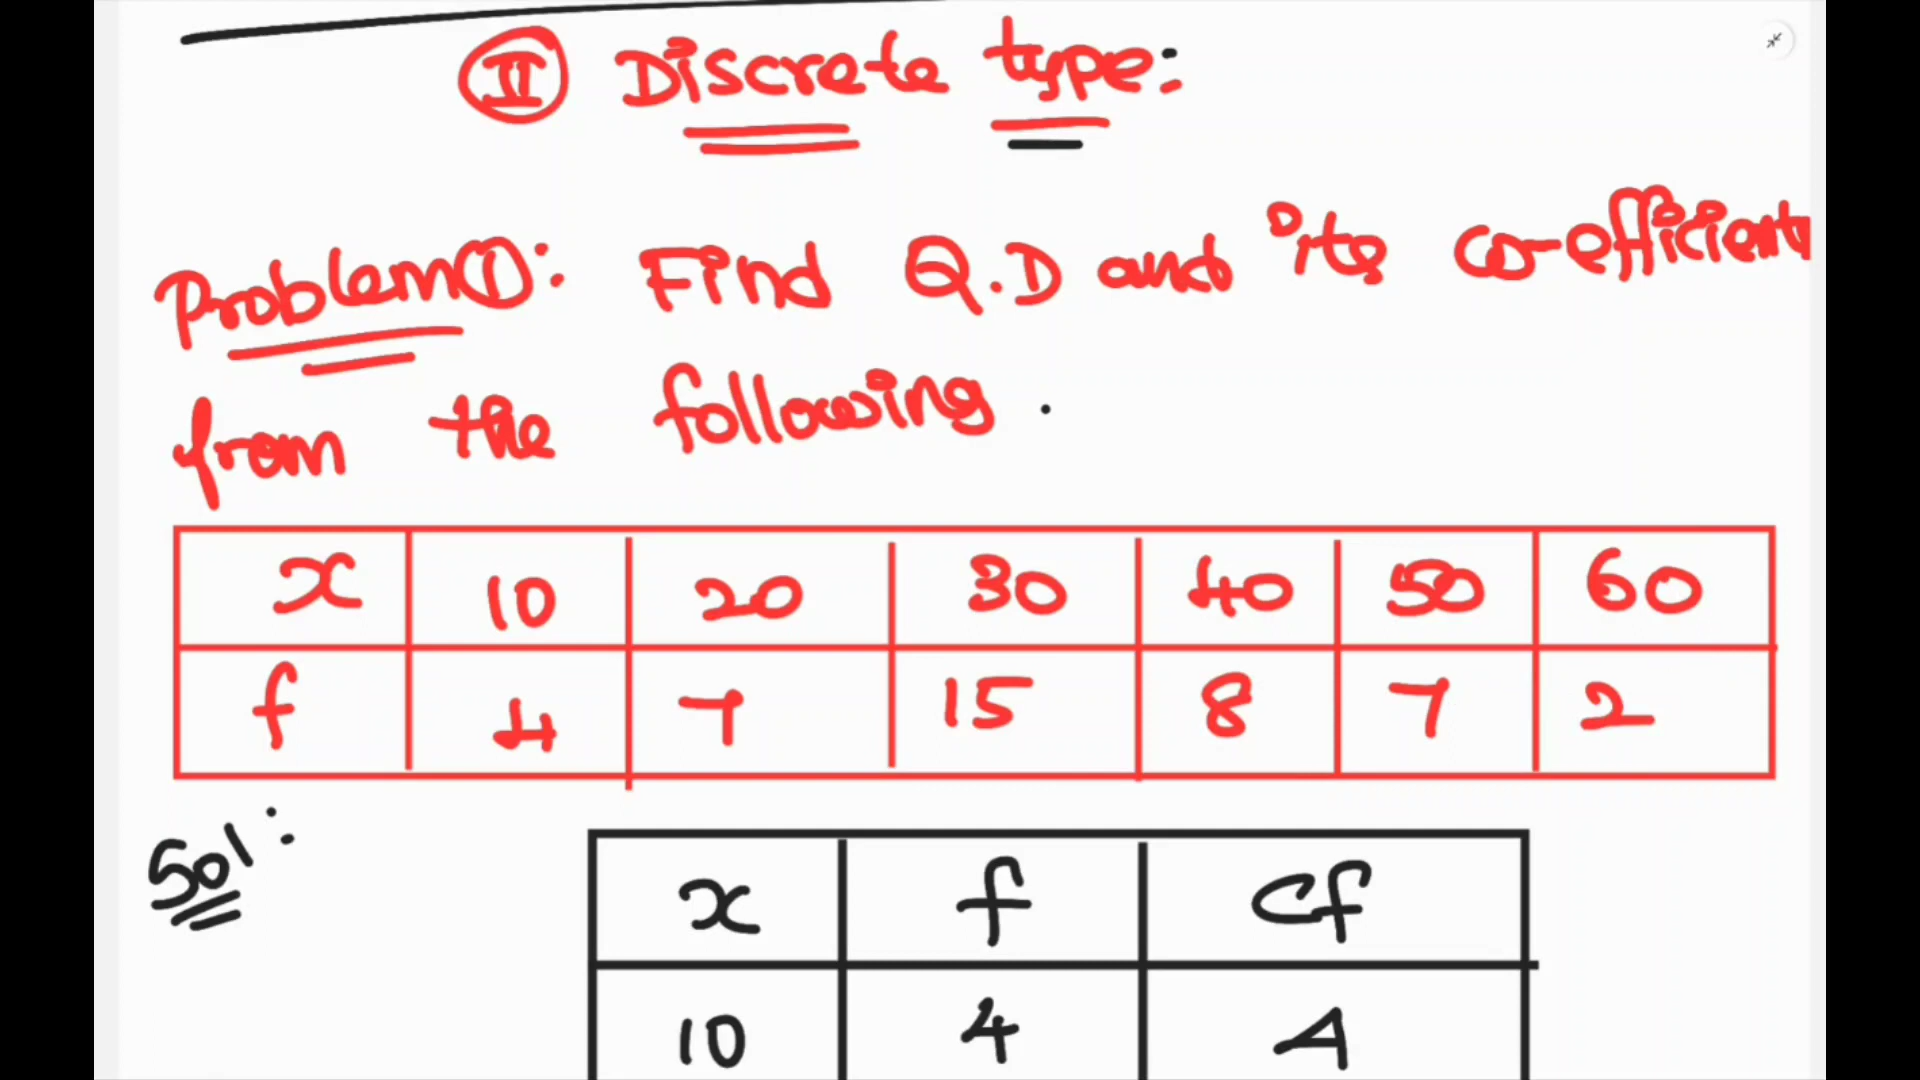 II Discrete type:
Problem 1: Find Q.D and its co-efficient
from the following.
x 10 20 30 40 50 60
f 4 7 15 8 7 2
Sol:
x f cf
10 4 4